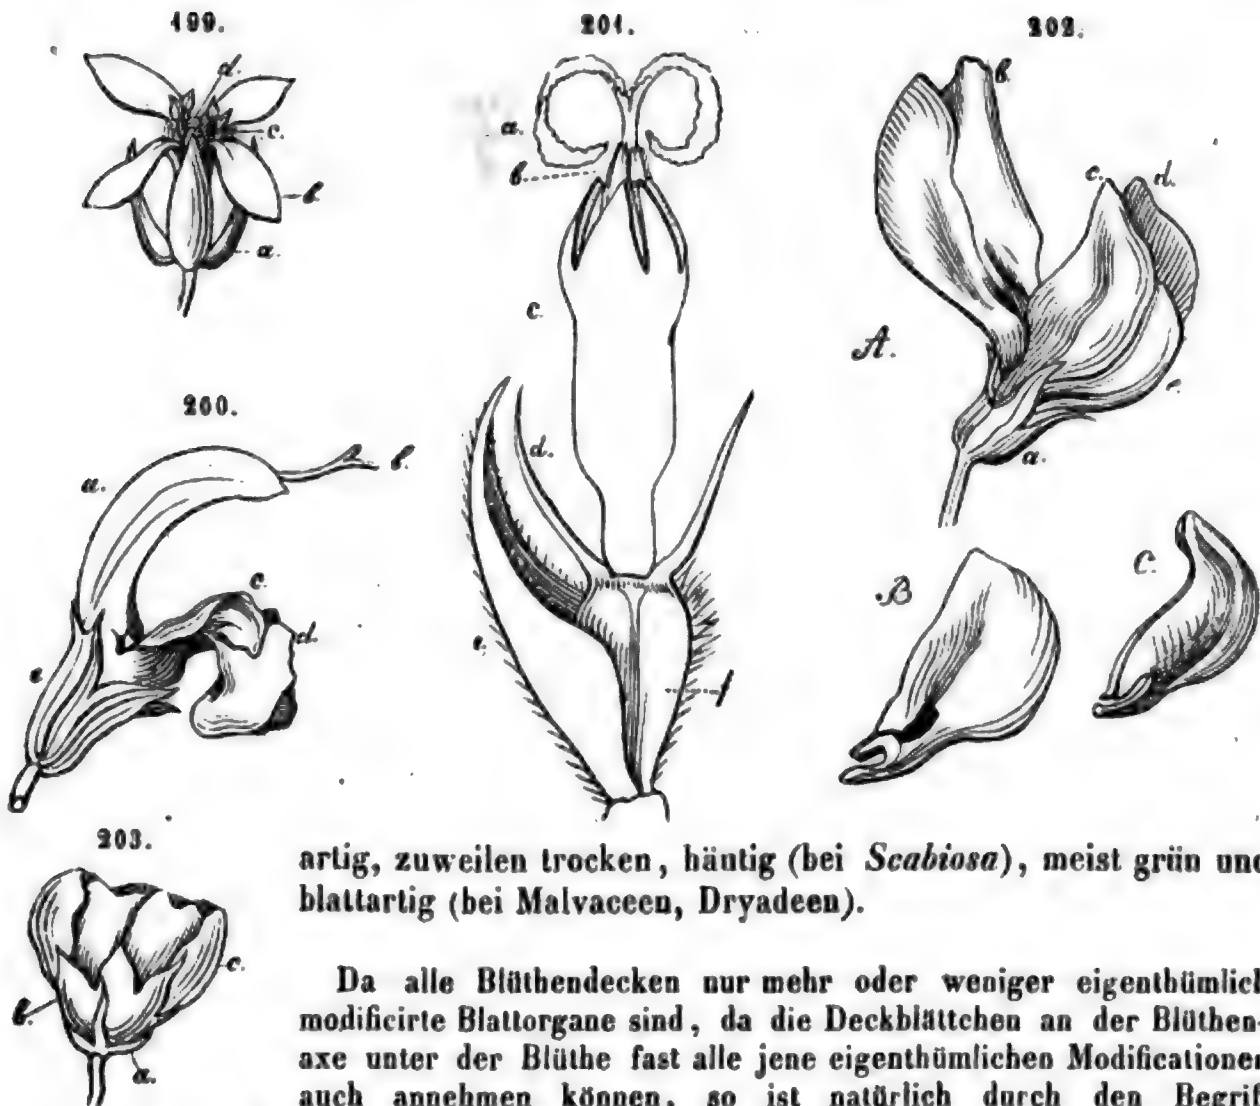 199.
201.
202.
d.
c.
b.
a.
a.
b.
c.
d.
e.
f
b.
c.
d.
A.
e.
a.
200.
a.
b.
c.
d.
e
B
C.
203.
b.
c.
a.
artig, zuweilen trocken, häutig (bei Scabiosa), meist grün und
blattartig (bei Malvaceen, Dryadeen).
Da alle Blüthendecken nur mehr oder weniger eigenthümlich
modificirte Blattorgane sind, da die Deckblättchen an der Blüthen-
axe unter der Blüthe fast alle jene eigenthümlichen Modificationen
auch annehmen können, so ist natürlich durch den Begrif